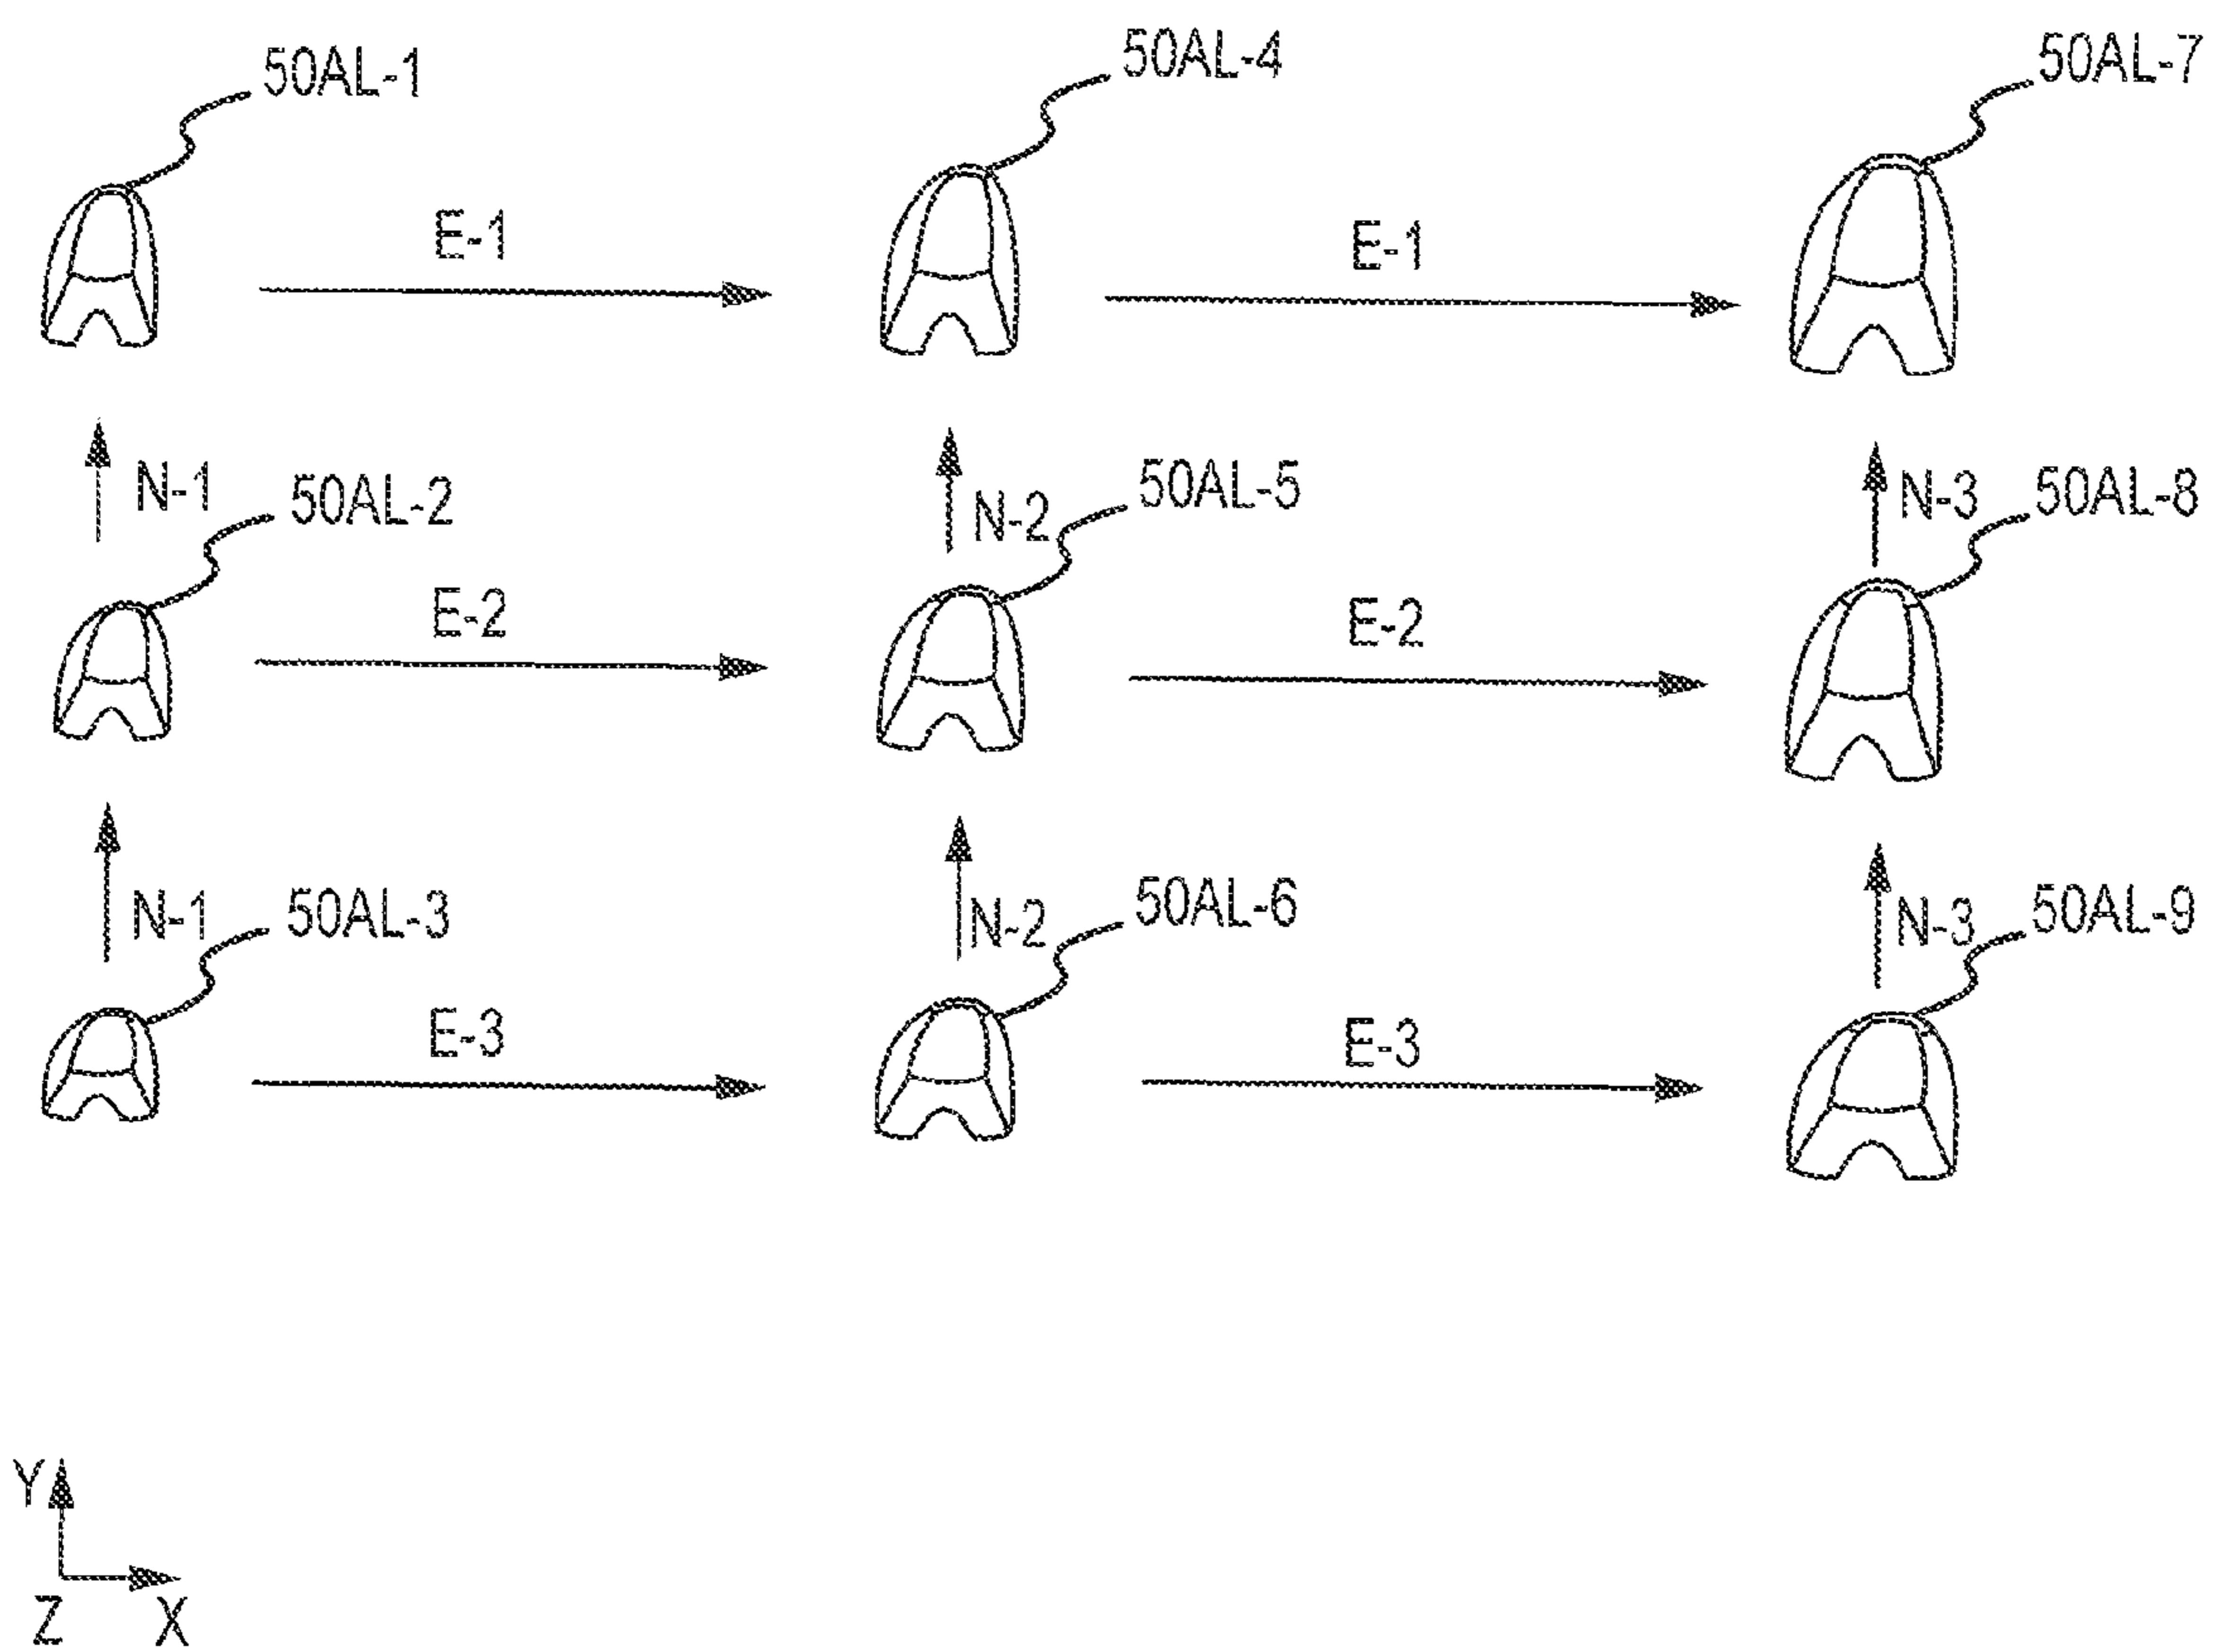 50AL-1
50AL-4
50AL-7
E-1
E-1
N-1
50AL-2
N-2
50AL-5
N-3
50AL-8
E-2
E-2
N-1
50AL-3
N-2
50AL-6
N-3
50AL-9
E-3
E-3
Y
Z
X